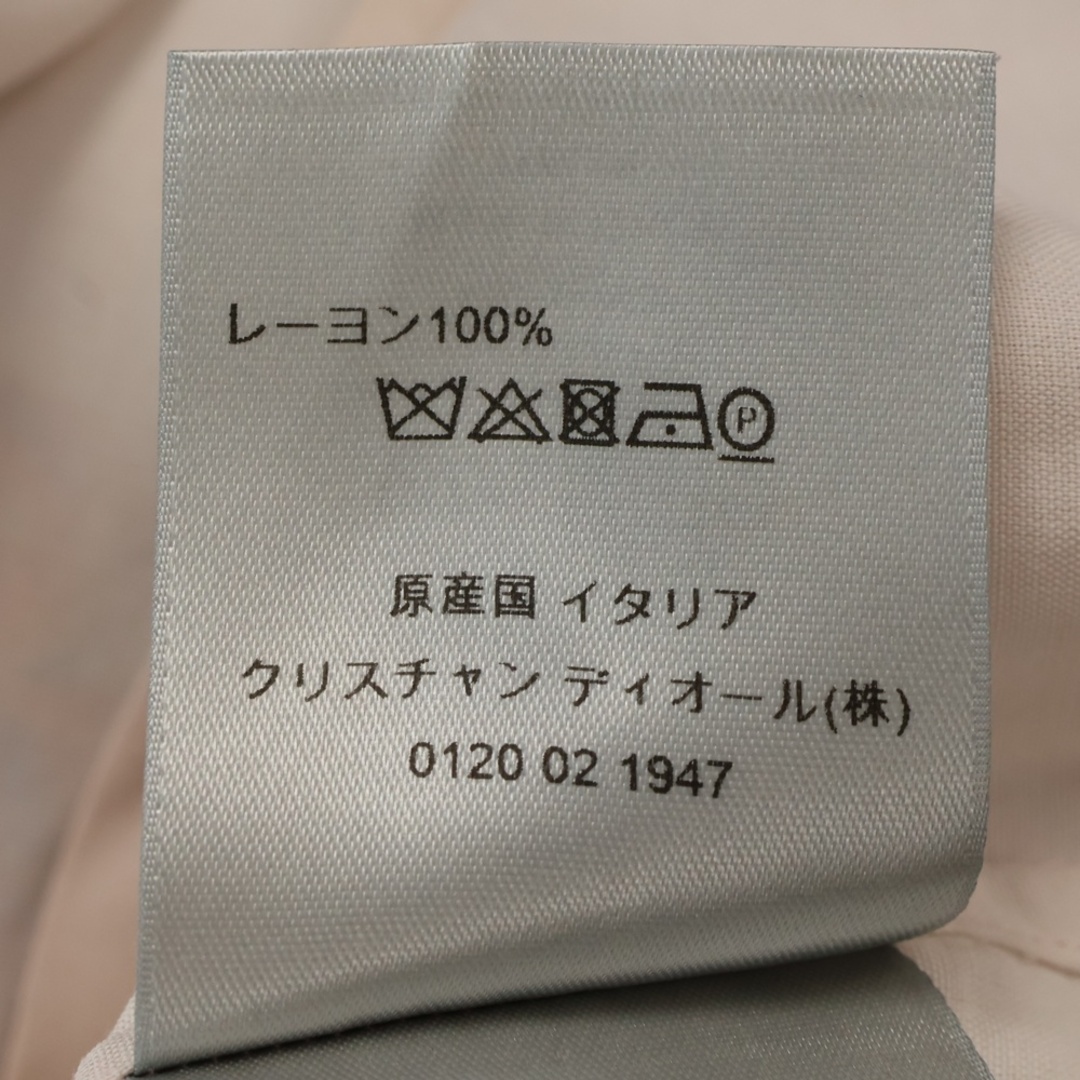 レーヨン100%
P
原産国 イタリア
クリスチャン ディオール(株)
0120 02 1947